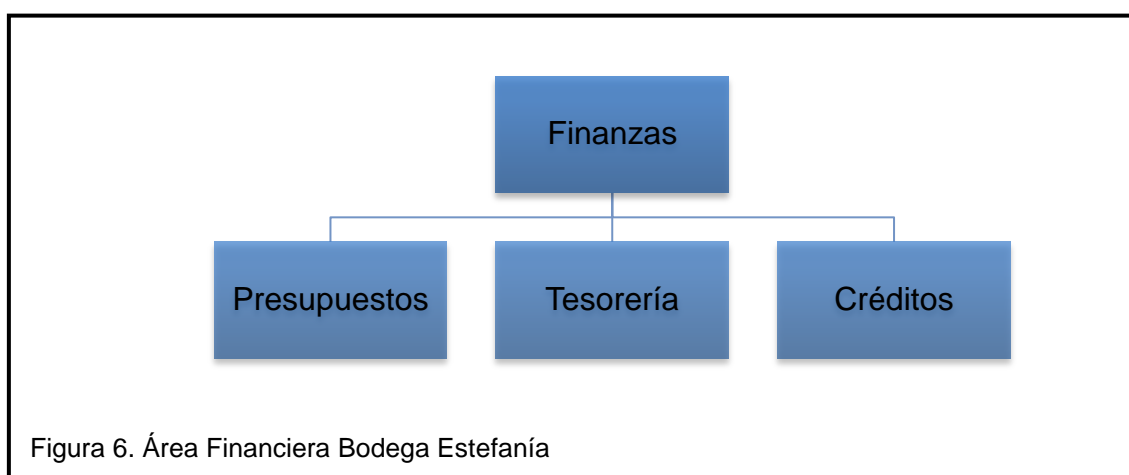 Finanzas
Presupuestos
Tesorería
Créditos
Figura 6. Área Financiera Bodega Estefanía